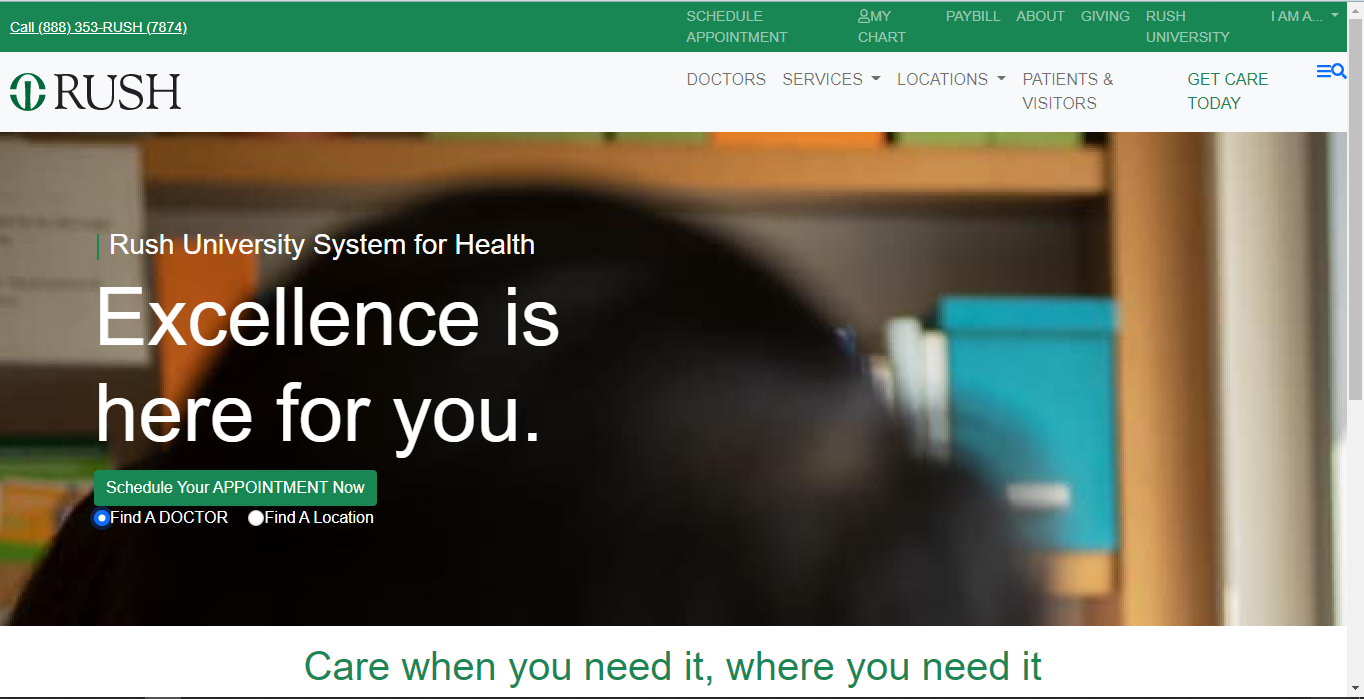 Call (888) 353-RUSH (7874)
SCHEDULE
APPOINTMENT
MY
CHART
PAYBILL
ABOUT
GIVING
RUSH
UNIVERSITY
I AM A...
RUSH
DOCTORS
SERVICES
LOCATIONS
PATIENTS &
VISITORS
GET CARE
TODAY
Rush University System for Health
Excellence is
here for you.
Schedule Your APPOINTMENT Now
Find A DOCTOR
Find A Location
Care when you need it, where you need it